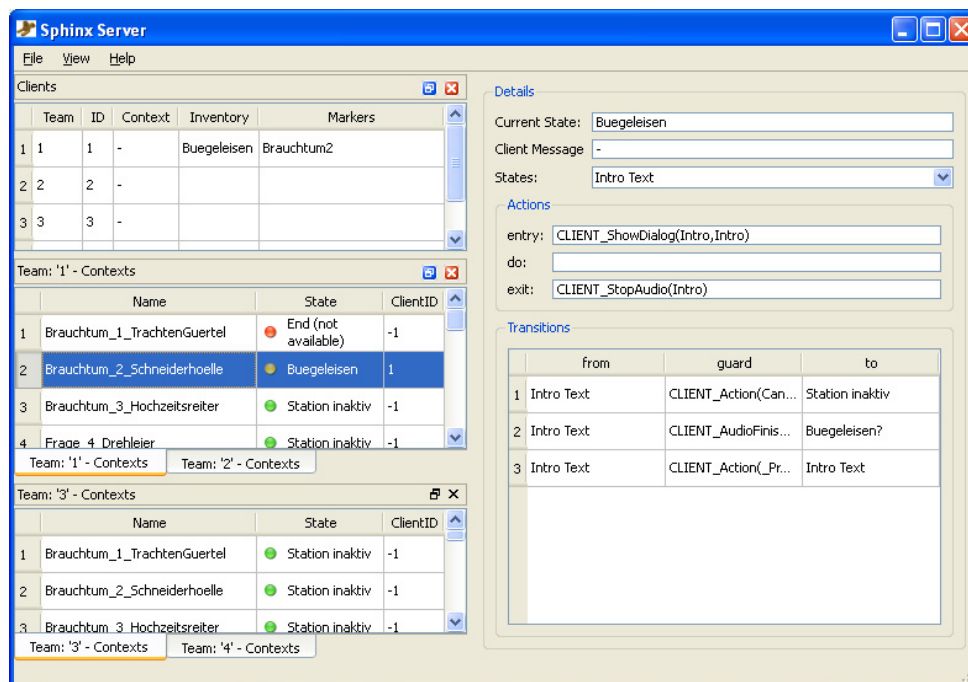 Sphinx Server
File View Help
Clients
Team ID Context Inventory Markers
1 1 1 - Buegeleisen Brauchtum2
2 2 2 -
3 3 3 -
Team: '1' - Contexts
Name State ClientID
1 Brauchtum_1_TrachtenGuertel End (not available) -1
2 Brauchtum_2_Schneiderhoelle Buegeleisen 1
3 Brauchtum_3_Hochzeitsreiter Station inaktiv -1
4 Frage_4_Drehleier Station inaktiv -1
Team: '1' - Contexts Team: '2' - Contexts
Team: '3' - Contexts
Name State ClientID
1 Brauchtum_1_TrachtenGuertel Station inaktiv -1
2 Brauchtum_2_Schneiderhoelle Station inaktiv -1
3 Brauchtum_3_Hochzeitsreiter Station inaktiv -1
Team: '3' - Contexts Team: '4' - Contexts
Details
Current State: Buegeleisen
Client Message -
States: Intro Text
Actions
entry: CLIENT_ShowDialog(Intro,Intro)
do:
exit: CLIENT_StopAudio(Intro)
Transitions
from guard to
1 Intro Text CLIENT_Action(Can... Station inaktiv
2 Intro Text CLIENT_AudioFinis... Buegeleisen?
3 Intro Text CLIENT_Action(_Pr... Intro Text